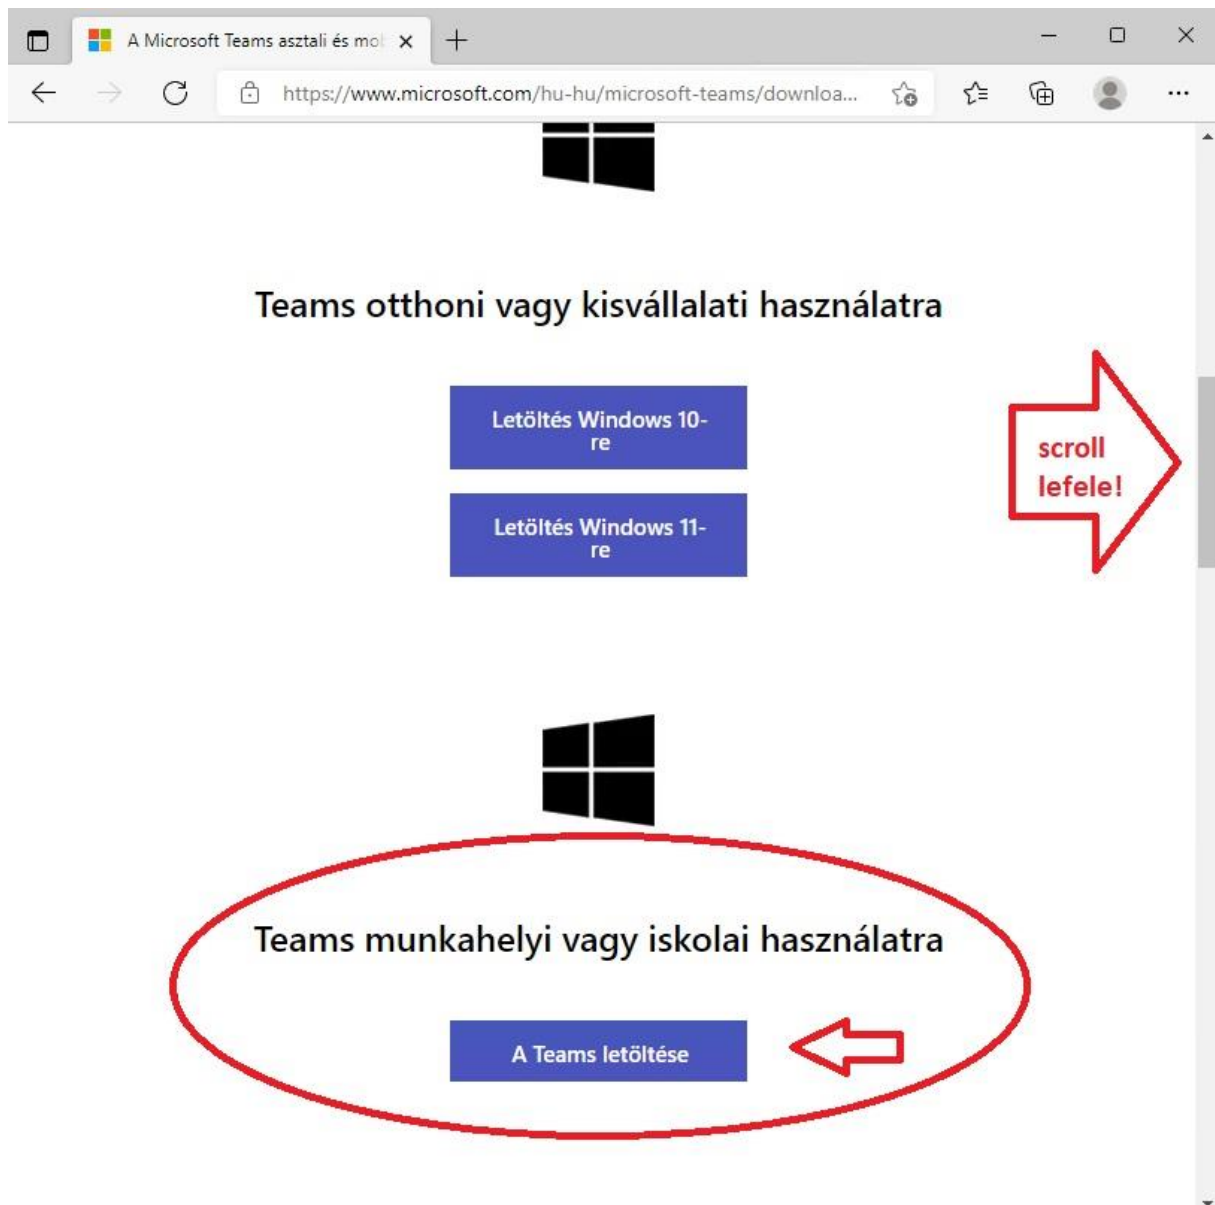 A Microsoft Teams asztali és mob
https://www.microsoft.com/hu-hu/microsoft-teams/downloa...
Teams otthoni vagy kisvállalati használatra
Letöltés Windows 10-
re
scroll
lefele!
Letöltés Windows 11-
re
Teams munkahelyi vagy iskolai használatra
A Teams letöltése